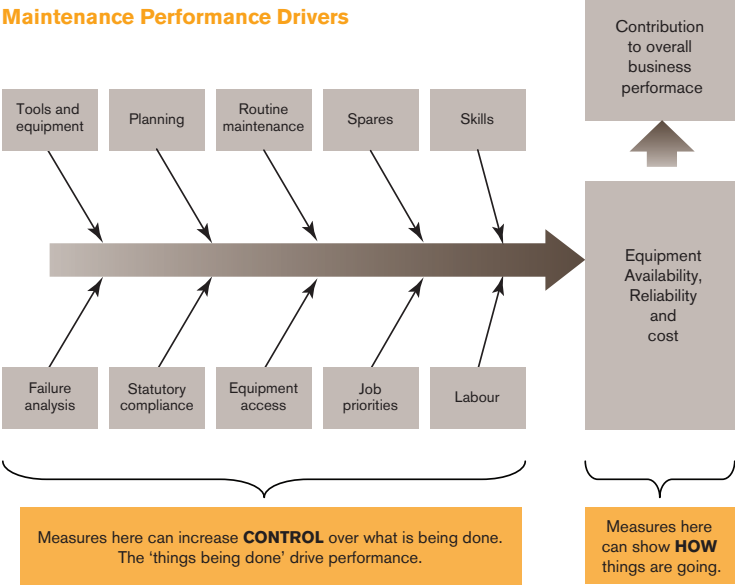 Maintenance Performance Drivers
Contribution
to overall
business
performace
Tools and
equipment
Planning
Routine
maintenance
Spares
Skills
Equipment
Availability,
Reliability
and
cost
Failure
analysis
Statutory
compliance
Equipment
access
Job
priorities
Labour
Measures here can increase CONTROL over what is being done.
The ‘things being done’ drive performance.
Measures here
can show HOW
things are going.